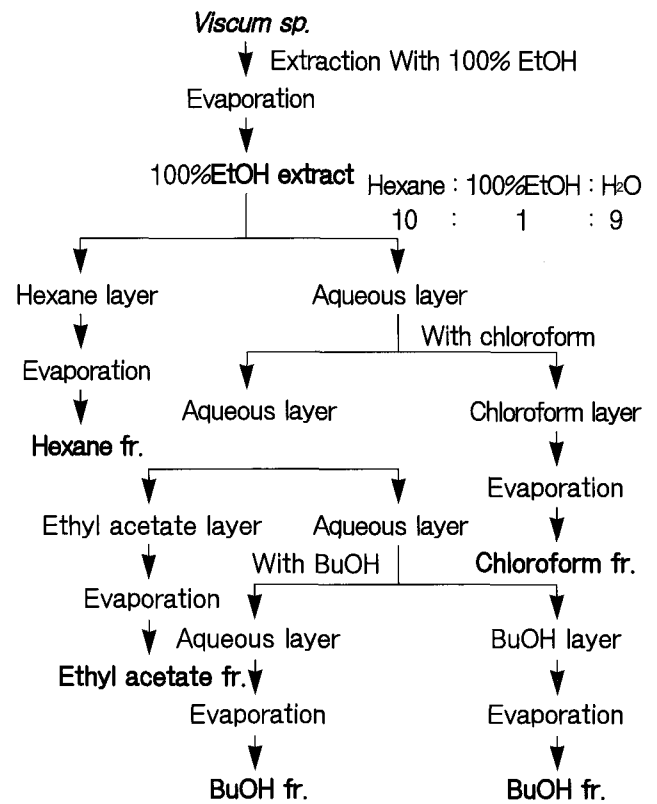 Viscum sp.
Extraction With 100% EtOH
Evaporation
100%EtOH extract
Hexane : 100%EtOH : H2O
10 : 1 : 9
Hexane layer
Aqueous layer
With chloroform
Evaporation
Aqueous layer
Chloroform layer
Hexane fr.
Evaporation
Ethyl acetate layer
Aqueous layer
With BuOH
Chloroform fr.
Evaporation
Aqueous layer
BuOH layer
Ethyl acetate fr.
Evaporation
Evaporation
BuOH fr.
BuOH fr.